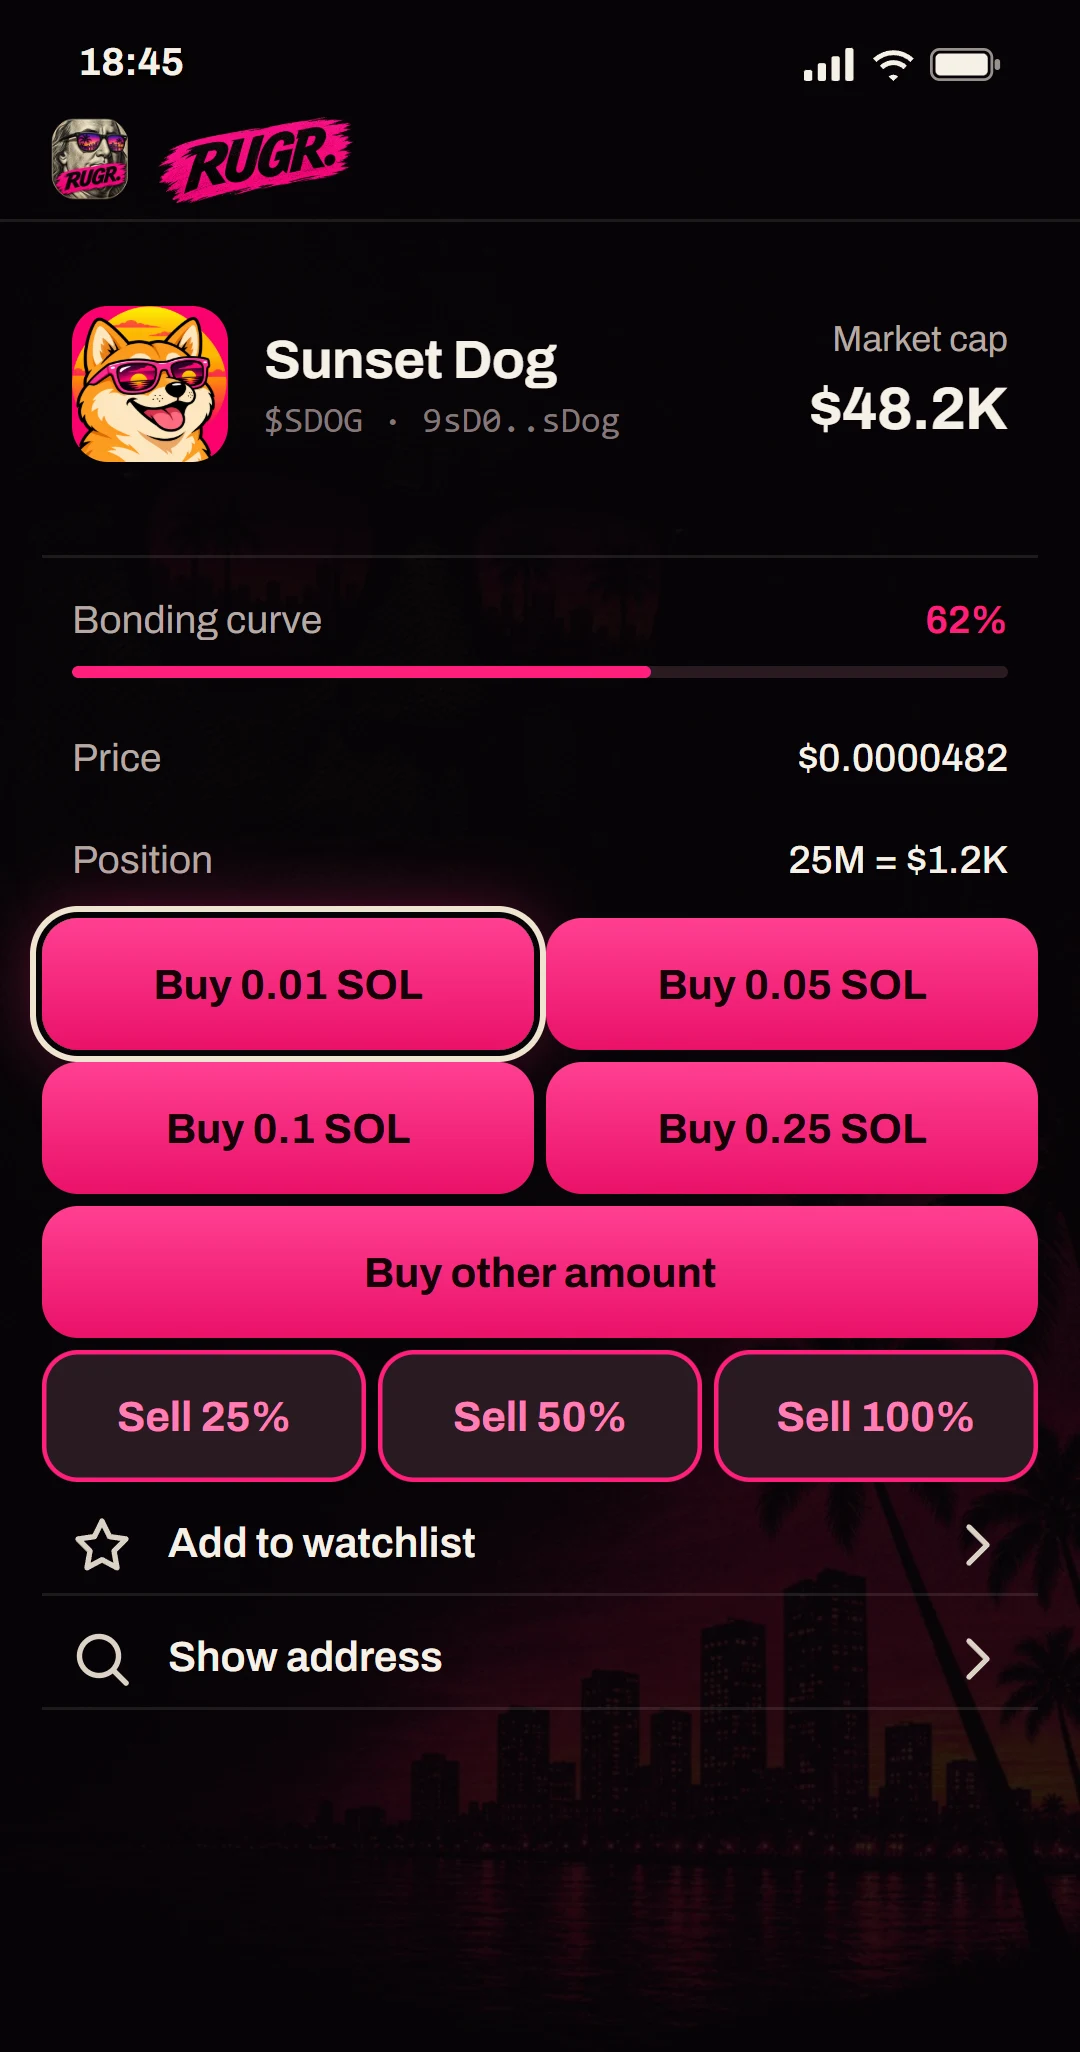 18:45
RUGR.
RUGR.
Sunset Dog
$SDOG · 9sD0..sDog
Market cap
$48.2K
Bonding curve
62%
Price
$0.0000482
Position
25M = $1.2K
Buy 0.01 SOL
Buy 0.05 SOL
Buy 0.1 SOL
Buy 0.25 SOL
Buy other amount
Sell 25%
Sell 50%
Sell 100%
Add to watchlist
Show address